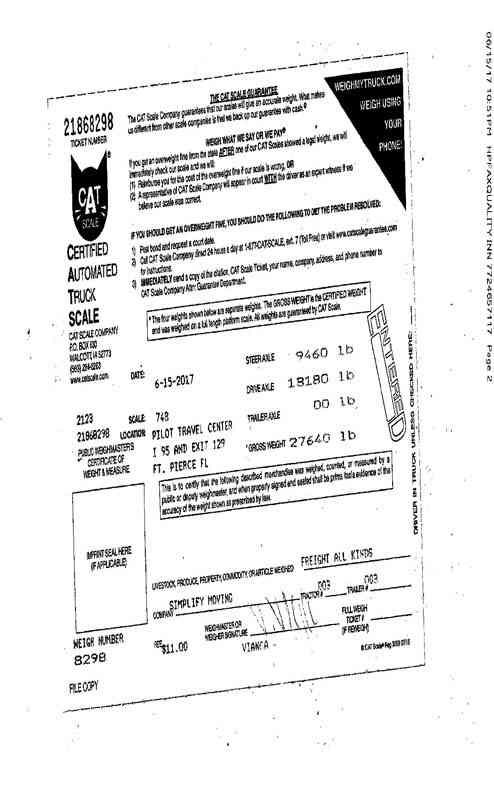 06/15/17 10:31PM HPFAXQUALITY INN 7724657117 Page 2
21868298
TICKET NUMBER
THE CAT SCALE GUARANTEE
The CAT Scale Company guarantees that our scales will give an accurate weight. What makes
us different from other scale companies is that we back up our guarantee with cash.
WEIGHMYTRUCK.COM
WEIGH USING
YOUR
PHONE!
WEIGH WHAT WE SAY OR WE PAY
If you get an overweight fine from the state AFTER one of our CAT Scales showed a legal weight, we will
immediately check our scale and we will:
(1) Reimburse you for the cost of the overweight fine if our scale is wrong, OR
(2) A representative of CAT Scale Company will appear in court WITH the driver as an expert witness if we
believe our scale was correct.
IF YOU SHOULD GET AN OVERWEIGHT FINE, YOU SHOULD DO THE FOLLOWING TO GET THE PROBLEM RESOLVED:
1) Post bond and request a court date.
2) Call CAT Scale Company direct 24 hours a day at 1-877-CAT-SCALE, ext. 7 (Toll Free) or visit www.catscaleguarantee.com
for instructions.
3) IMMEDIATELY send a copy of the citation, CAT Scale Ticket, your name, company, address, and phone number to
CAT Scale Company Attn: Guarantee Department.
CAT
SCALE
CERTIFIED
AUTOMATED
TRUCK
SCALE
CAT SCALE COMPANY
P.O. BOX 630
WALCOTT, IA 52773
(563) 284-6263
www.catscale.com
* The four weights shown below are separate weights. The GROSS WEIGHT is the CERTIFIED WEIGHT
and was weighed on a full length platform scale. All weights are guaranteed by CAT Scale.
DATE: 6-15-2017
STEER AXLE 9460 lb
DRIVE AXLE 18180 lb
TRAILER AXLE 00 lb
*GROSS WEIGHT 27640 lb
ENTERED
2123
21868298
PUBLIC WEIGHMASTER'S
CERTIFICATE OF
WEIGHT & MEASURE
SCALE 748
LOCATION PILOT TRAVEL CENTER
I 95 AND EXIT 129
FT. PIERCE FL
This is to certify that the following described merchandise was weighed, counted, or measured by a
public or deputy weighmaster, and when properly signed and sealed shall be prima facia evidence of the
accuracy of the weight shown as prescribed by law.
DRIVER IN TRUCK UNLESS CHECKED HERE:
IMPRINT SEAL HERE
(IF APPLICABLE)
LIVESTOCK, PRODUCE, PROPERTY, COMMODITY, OR ARTICLE WEIGHED FREIGHT ALL KINDS
COMPANY SIMPLIFY MOVING
TRACTOR # 003
TRAILER # 003
WEIGH NUMBER
8298
FEE $11.00
WEIGHMASTER OR
WEIGHER SIGNATURE
VIANCA -
FULL WEIGH
TICKET #
(IF REWEIGH)
FILE COPY